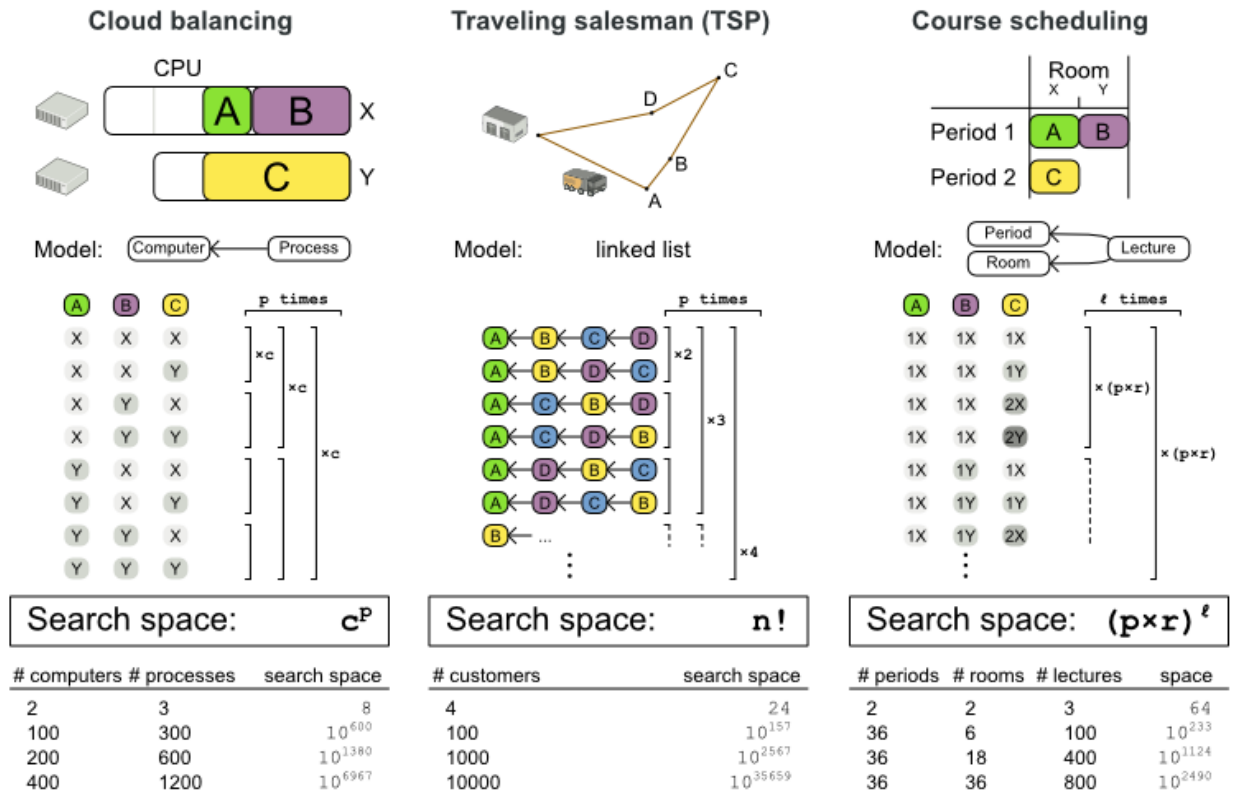 Cloud balancing
CPU
A B X
C Y
Model: Computer Process
A B C p times
X X X
X X Y
X Y X
X Y Y
Y X X
Y X Y
Y Y X
Y Y Y
×c
×c
×c
Search space: c^p
# computers # processes search space
2 3 8
100 300 10^600
200 600 10^1380
400 1200 10^6967
Traveling salesman (TSP)
C
D
B
A
Model: linked list
p times
A B C D
A B D C
A C B D
A C D B
A D B C
A D C B
B ...
×2
×3
×4
Search space: n!
# customers search space
4 24
100 10^157
1000 10^2567
10000 10^35659
Course scheduling
Room
X Y
Period 1 A B
Period 2 C
Model: Period Room Lecture
A B C ℓ times
1X 1X 1X
1X 1X 1Y
1X 1X 2X
1X 1X 2Y
1X 1Y 1X
1X 1Y 1Y
1X 1Y 2X
×(p×r)
×(p×r)
Search space: (p×r)^ℓ
# periods # rooms # lectures space
2 2 3 64
36 6 100 10^233
36 18 400 10^1124
36 36 800 10^2490